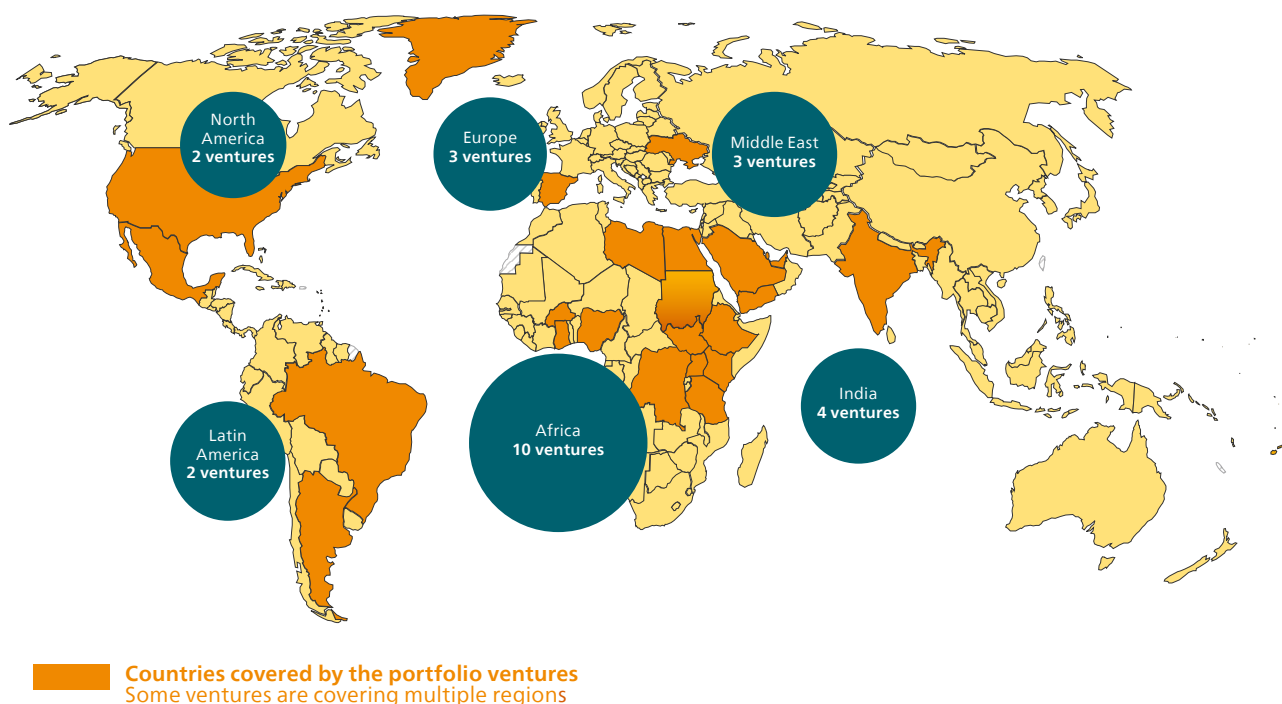 North
America
2 ventures
Europe
3 ventures
Middle East
3 ventures
India
4 ventures
Africa
10 ventures
Latin
America
2 ventures
Countries covered by the portfolio ventures
Some ventures are covering multiple regions